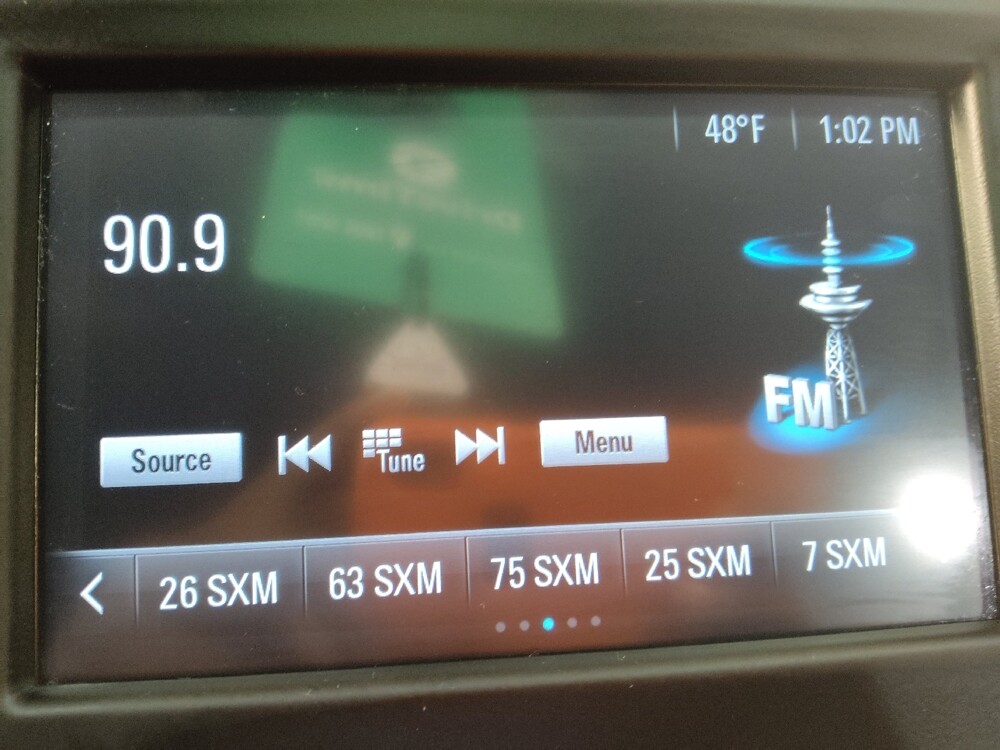 48°F 1:02 PM
90.9
FM
Source Tune Menu
26 SXM 63 SXM 75 SXM 25 SXM 7 SXM